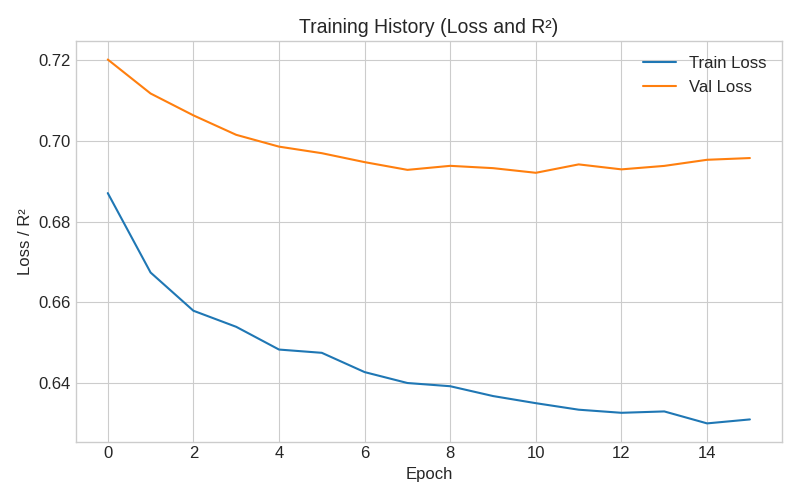 Training History (Loss and R²)
Train Loss
Val Loss
Loss / R²
0.72
0.70
0.68
0.66
0.64
0 2 4 6 8 10 12 14
Epoch